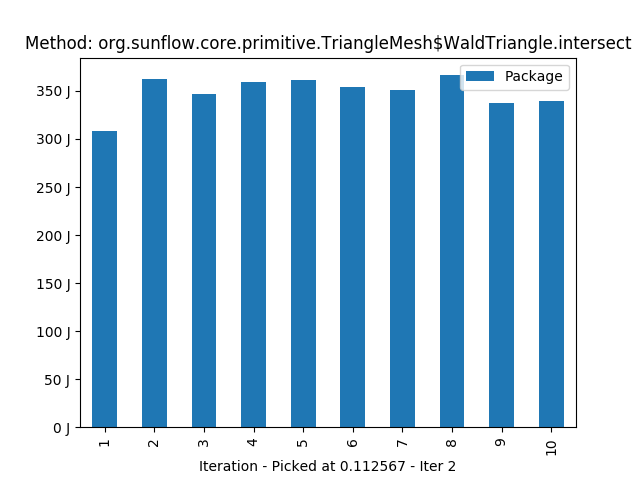 Method: org.sunflow.core.primitive.TriangleMesh$WaldTriangle.intersect
Package
350 J
300 J
250 J
200 J
150 J
100 J
50 J
0 J
1 2 3 4 5 6 7 8 9 10
Iteration - Picked at 0.112567 - Iter 2